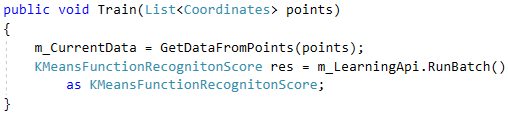 public void Train(List<Coordinates> points)
{
m_CurrentData = GetDataFromPoints(points);
KMeansFunctionRecognitonScore res = m_LearningApi.RunBatch()
as KMeansFunctionRecognitonScore;
}